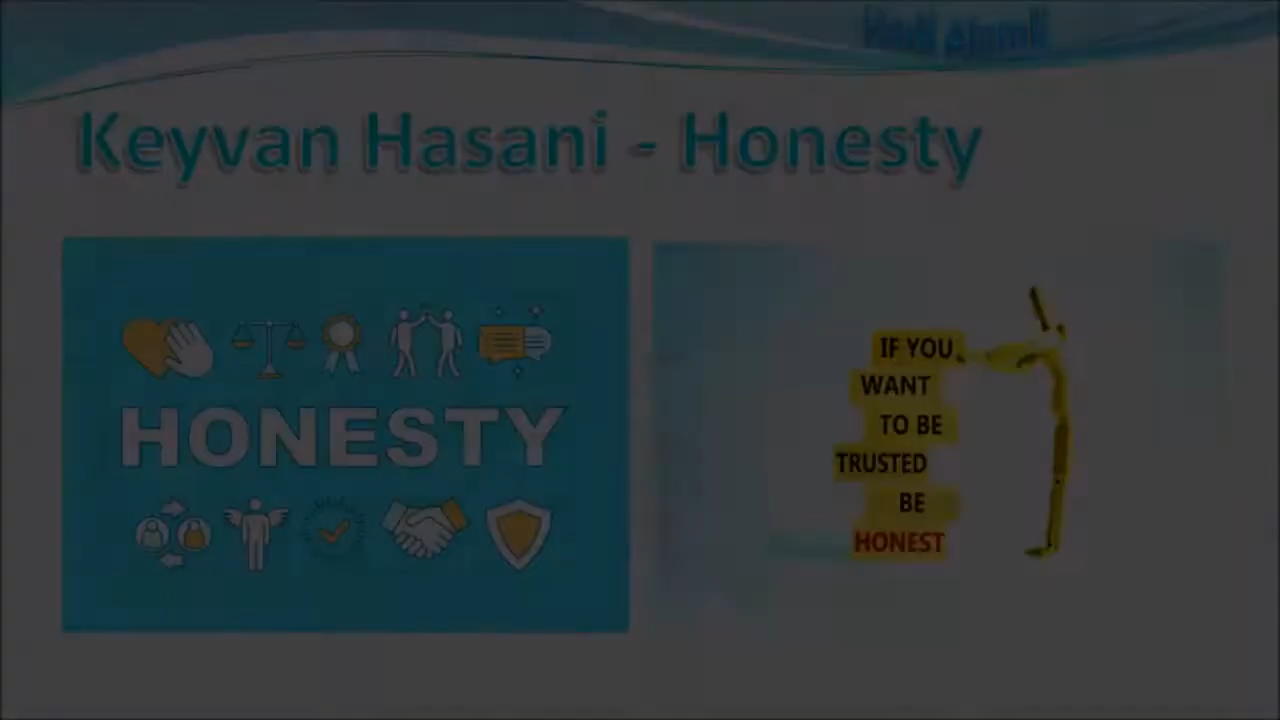 Keyvan Hasani - Honesty
HONESTY
IF YOU
WANT
TO BE
TRUSTED
BE
HONEST